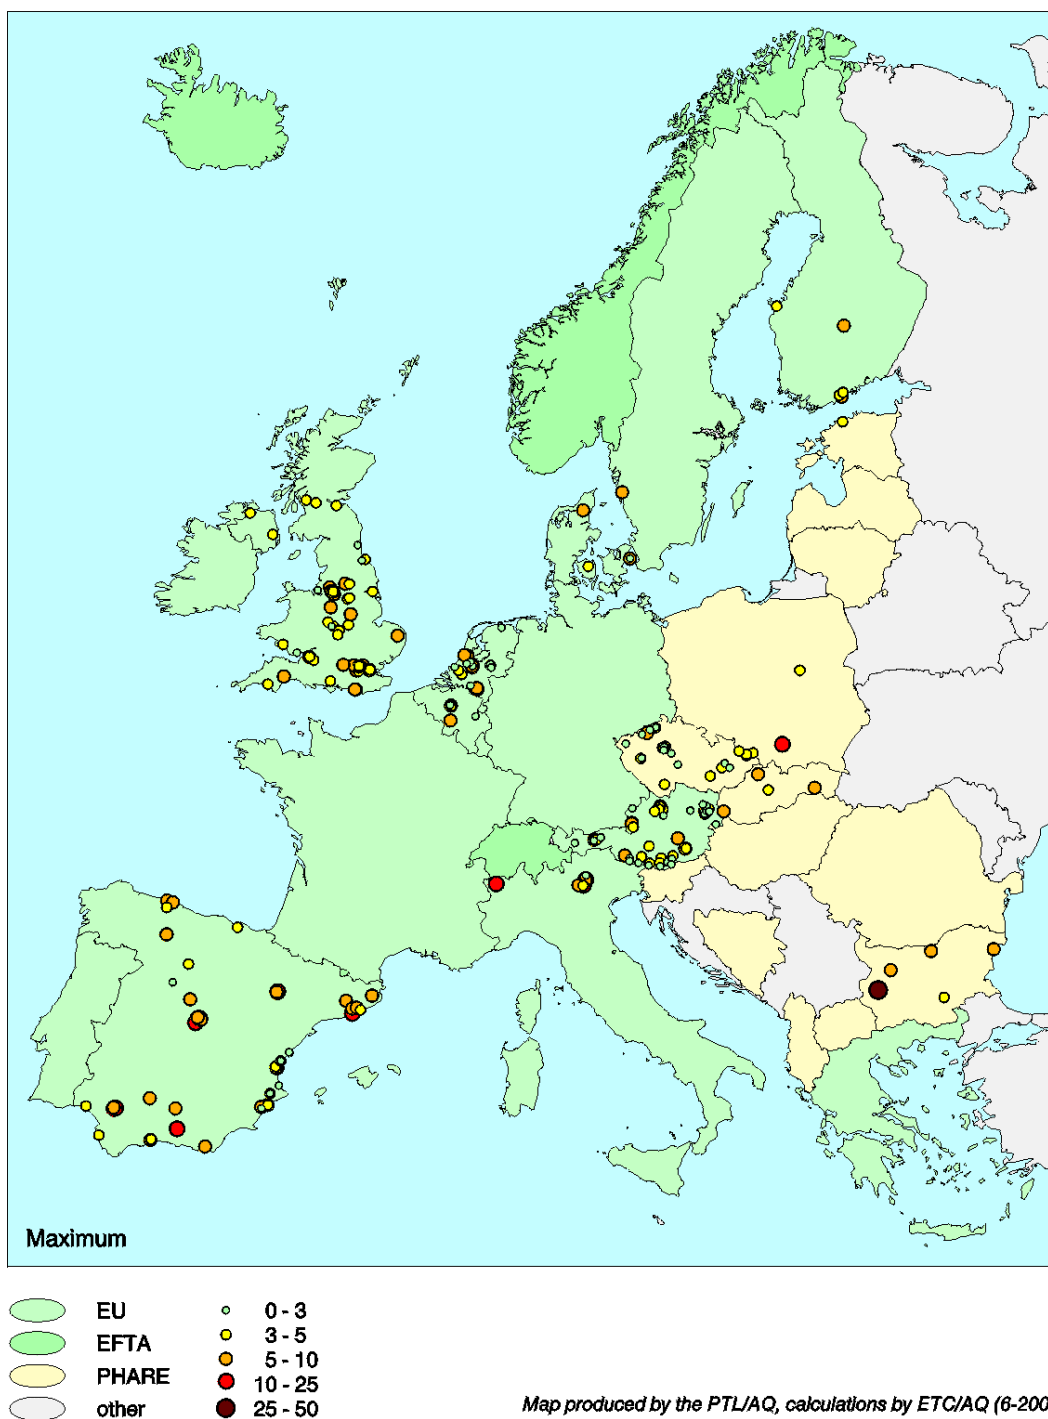 Maximum
EU
EFTA
PHARE
other
0 - 3
3 - 5
5 - 10
10 - 25
25 - 50
Map produced by the PTL/AQ, calculations by ETC/AQ (6-200